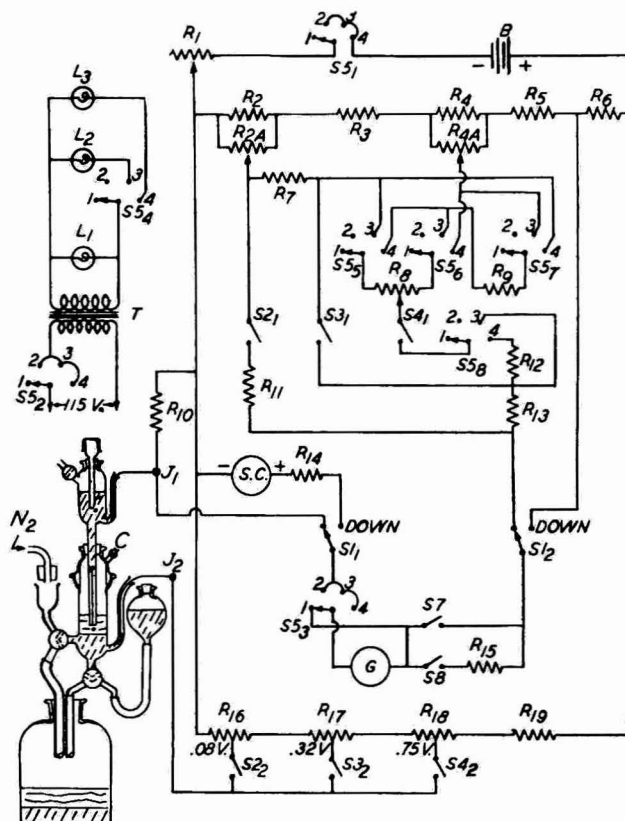 R1
2 3
1 4
S5₁
B
- +
L3
L2
2 3
1 4
S5₄
L1
T
2 3
1 4
S5₂
115 V.
R2
R2A
R3
R4
R4A
R5
R6
R7
2 3
1 4
S5₅
2 3
1 4
S5₆
2 3
1 4
S5₇
R8
R9
S2₁
S3₁
S4₁
2 3
1 4
S5₈
R11
R12
R13
R10
J1
- S.C. +
R14
DOWN
S1₁
DOWN
S1₂
N2
C
J2
2 3
1 4
S5₃
S7
G
S8
R15
R16
.08V.
S2₂
R17
.32V.
S3₂
R18
.75V.
S4₂
R19